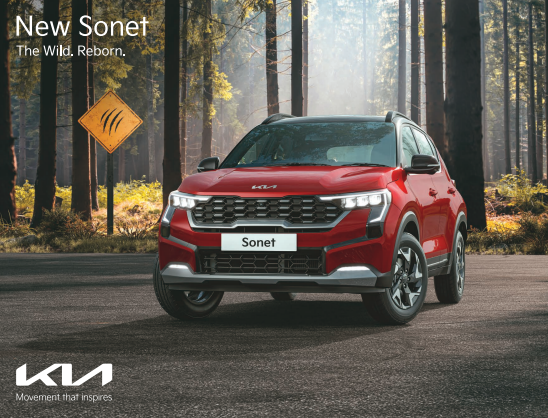 New Sonet
The Wild. Reborn.
KIA
Sonet
KIA
Movement that inspires